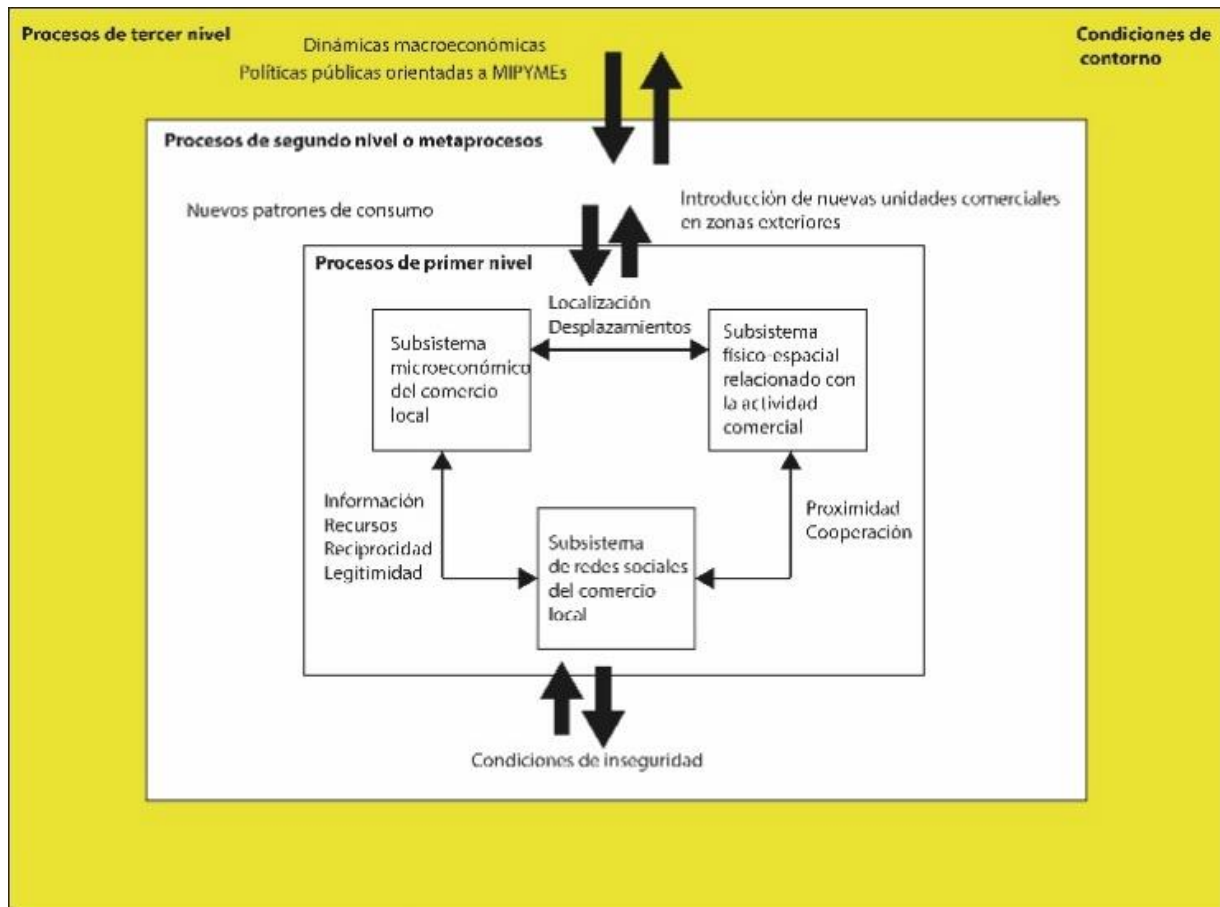 Procesos de tercer nivel
Condiciones de
contorno
Dinámicas macroeconómicas
Políticas públicas orientadas a MIPYMEs
Procesos de segundo nivel o metaprocesos
Nuevos patrones de consumo
Introducción de nuevas unidades comerciales
en zonas exteriores
Procesos de primer nivel
Localización
Desplazamientos
Subsistema
microeconómico
del comercio
local
Subsistema
físico-espacial
relacionado con
la actividad
comercial
Información
Recursos
Reciprocidad
Legitimidad
Proximidad
Cooperación
Subsistema
de redes sociales
del comercio
local
Condiciones de inseguridad